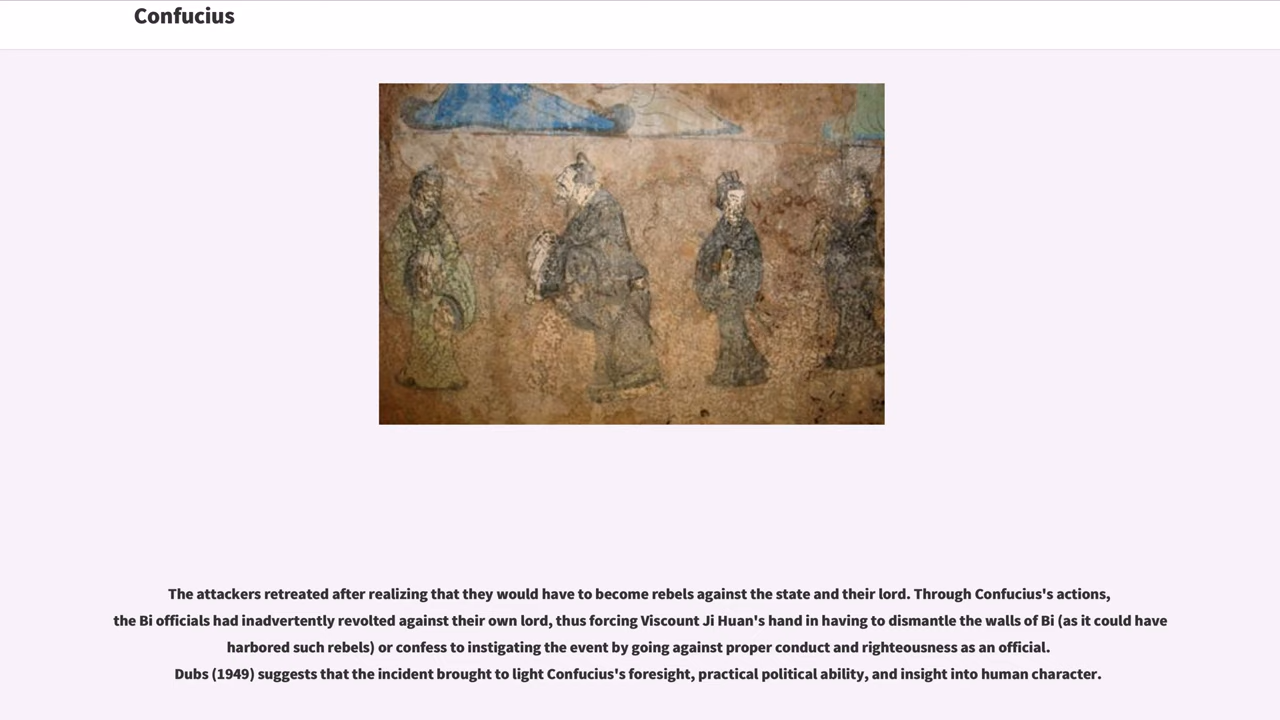 Confucius
The attackers retreated after realizing that they would have to become rebels against the state and their lord. Through Confucius's actions,
the Bi officials had inadvertently revolted against their own lord, thus forcing Viscount Ji Huan's hand in having to dismantle the walls of Bi (as it could have
harbored such rebels) or confess to instigating the event by going against proper conduct and righteousness as an official.
Dubs (1949) suggests that the incident brought to light Confucius's foresight, practical political ability, and insight into human character.